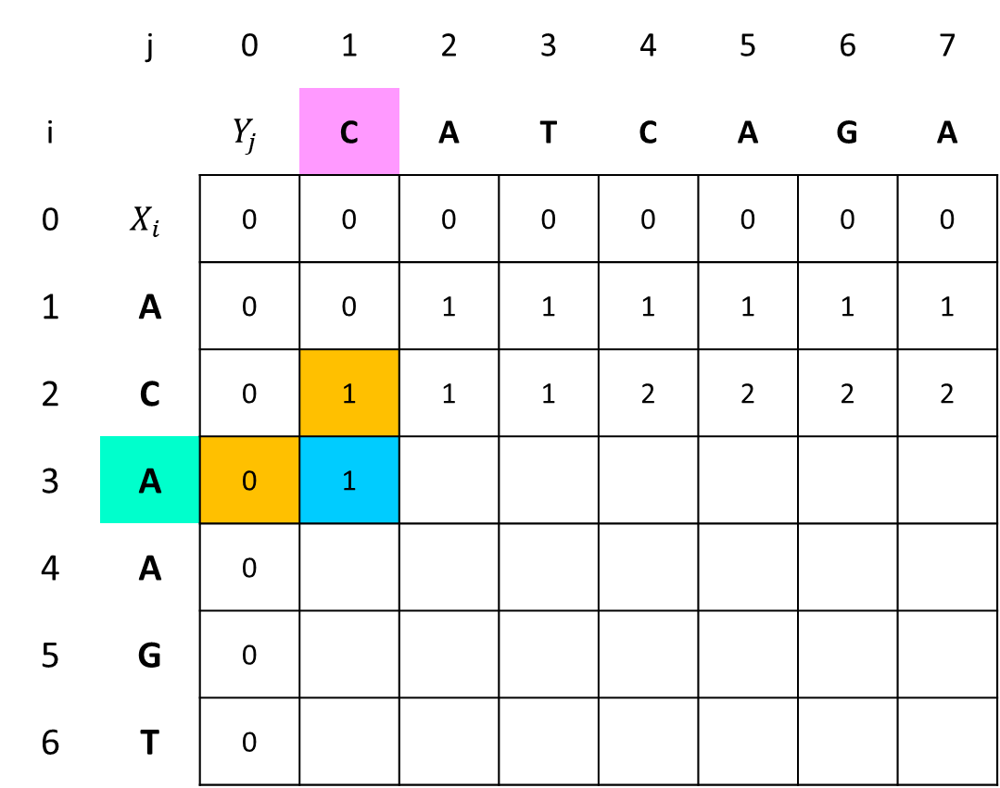 j 0 1 2 3 4 5 6 7
i Yj C A T C A G A
0 Xi 0 0 0 0 0 0 0 0
1 A 0 0 1 1 1 1 1 1
2 C 0 1 1 1 2 2 2 2
3 A 0 1
4 A 0
5 G 0
6 T 0